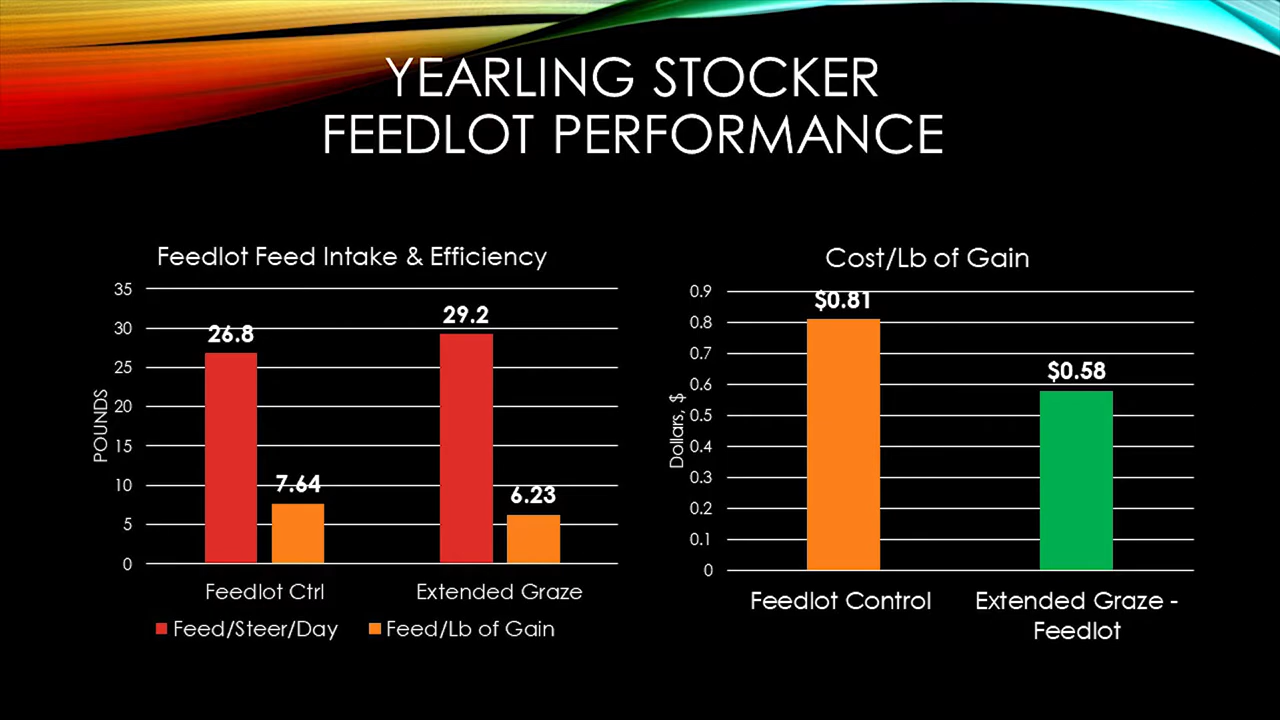 YEARLING STOCKER
FEEDLOT PERFORMANCE
Feedlot Feed Intake & Efficiency
POUNDS
35
30
25
20
15
10
5
0
26.8
7.64
29.2
6.23
Feedlot Ctrl
Extended Graze
Feed/Steer/Day
Feed/Lb of Gain
Cost/Lb of Gain
Dollars, $
0.9
0.8
0.7
0.6
0.5
0.4
0.3
0.2
0.1
0
$0.81
$0.58
Feedlot Control
Extended Graze -
Feedlot